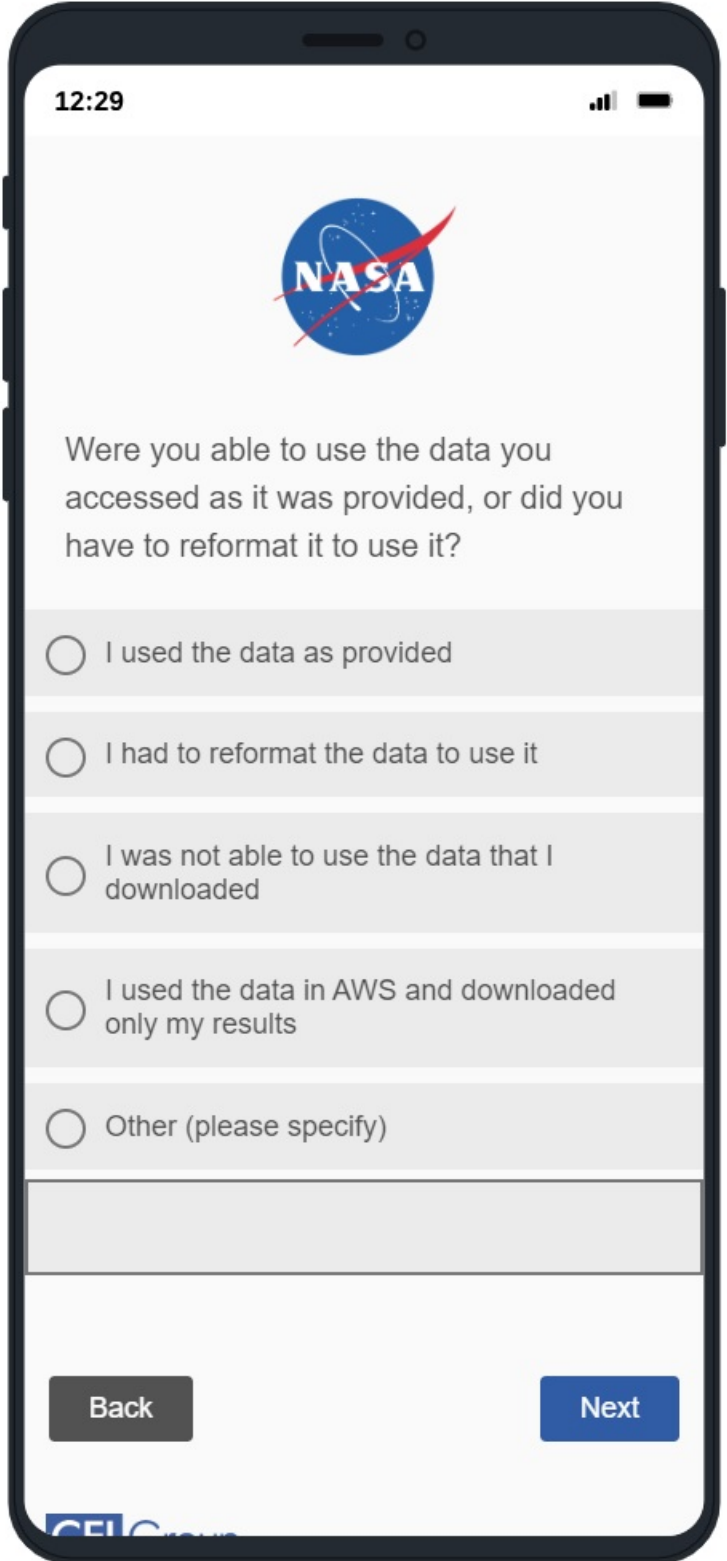 12:29
NASA
Were you able to use the data you
accessed as it was provided, or did you
have to reformat it to use it?
I used the data as provided
I had to reformat the data to use it
I was not able to use the data that I
downloaded
I used the data in AWS and downloaded
only my results
Other (please specify)
Back Next
CFI Group